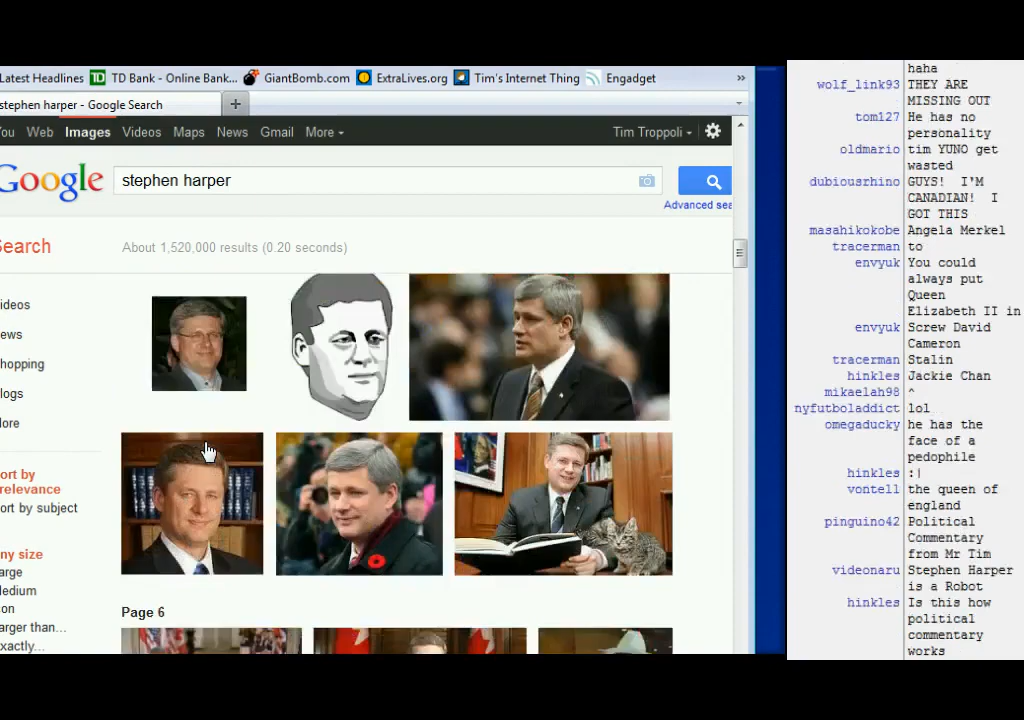 Latest Headlines TD Bank - Online Bank... GiantBomb.com ExtraLives.org Tim's Internet Thing Engadget »
stephen harper - Google Search +
You Web Images Videos Maps News Gmail More Tim Troppoli
Google stephen harper
Advanced sea
Search About 1,520,000 results (0.20 seconds)
ideos
ews
hopping
logs
ore
ort by
relevance
ort by subject
ny size
arge
Medium
con
arger than...
xactly...
Page 6
haha
wolf_link93 THEY ARE
MISSING OUT
tom127 He has no
personality
oldmario tim YUNO get
wasted
dubiousrhino GUYS! I'M
CANADIAN! I
GOT THIS
masahikokobe Angela Merkel
tracerman to
envyuk You could
always put
Queen
Elizabeth II in
envyuk Screw David
Cameron
tracerman Stalin
hinkles Jackie Chan
mikaelah98 ^
nyfutboladdict lol
omegaducky he has the
face of a
pedophile
hinkles :|
vontell the queen of
england
pinguino42 Political
Commentary
from Mr Tim
videonaru Stephen Harper
is a Robot
hinkles Is this how
political
commentary
works